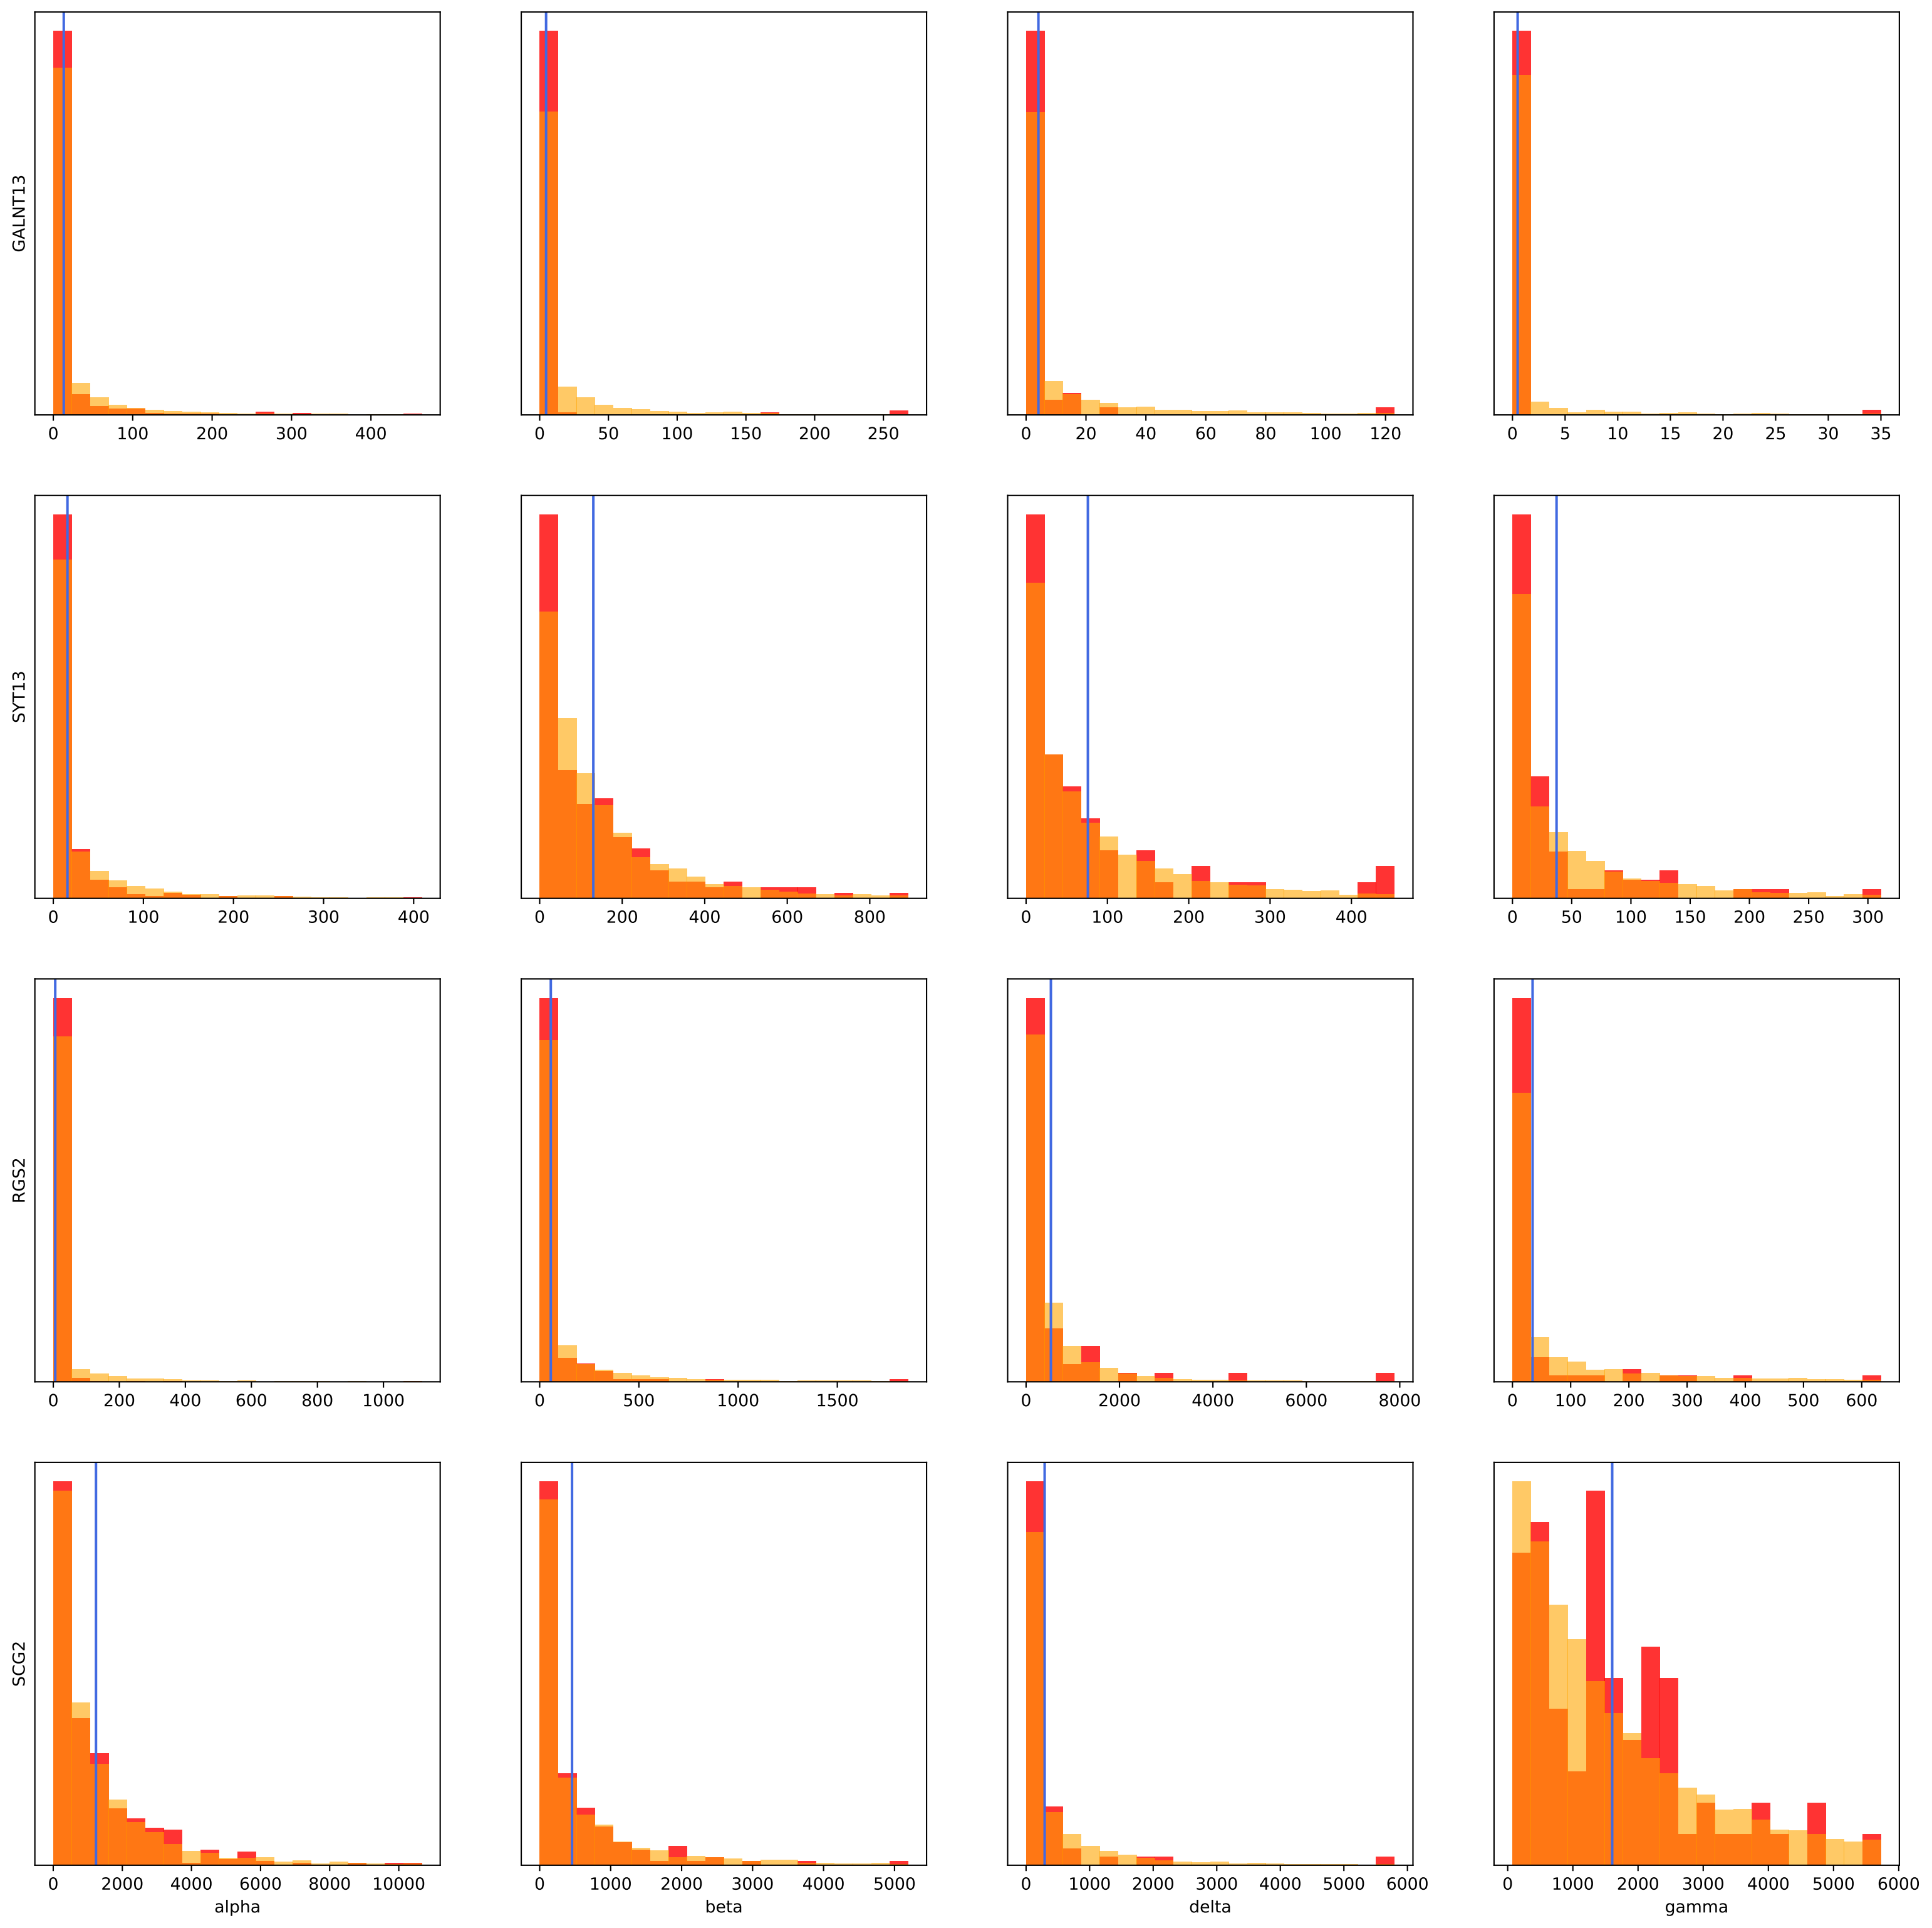 GALNT13
0 100 200 300 400
0 50 100 150 200 250
0 20 40 60 80 100 120
0 5 10 15 20 25 30 35
SYT13
0 100 200 300 400
0 200 400 600 800
0 100 200 300 400
0 50 100 150 200 250 300
RGS2
0 200 400 600 800 1000
0 500 1000 1500
0 2000 4000 6000 8000
0 100 200 300 400 500 600
SCG2
0 2000 4000 6000 8000 10000
alpha
0 1000 2000 3000 4000 5000
beta
0 1000 2000 3000 4000 5000 6000
delta
0 1000 2000 3000 4000 5000 6000
gamma